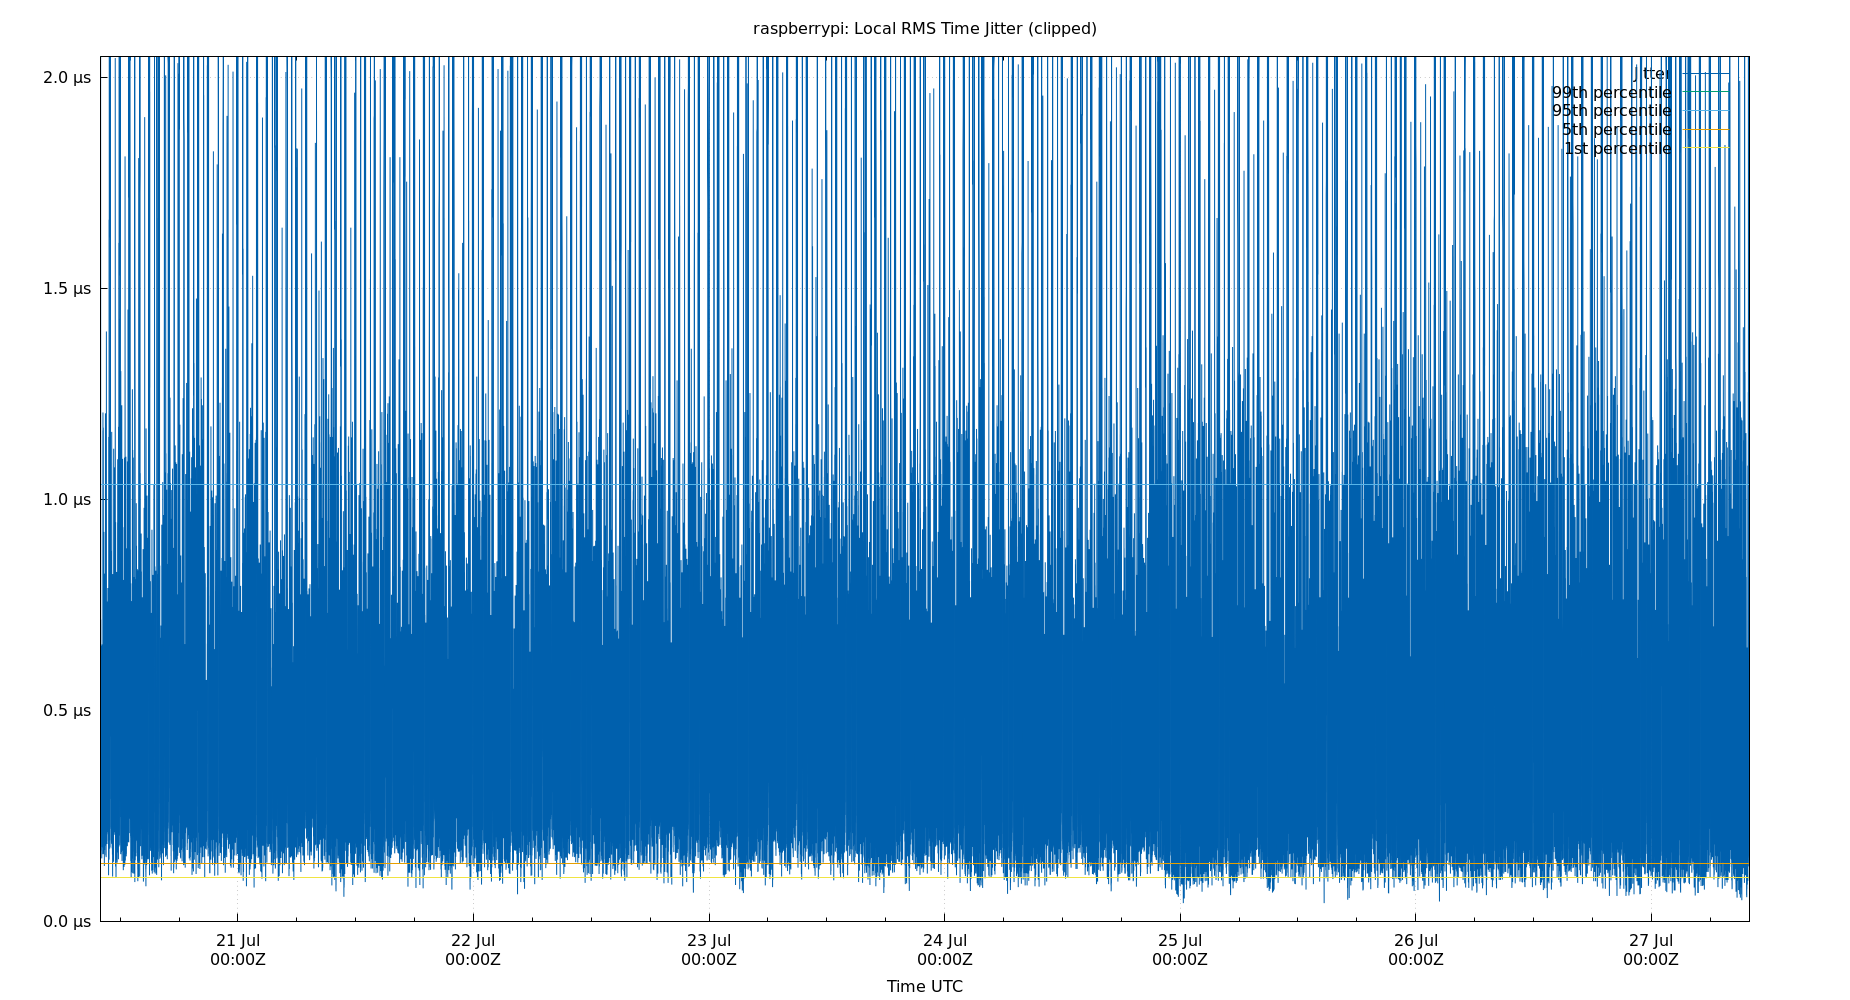 raspberrypi: Local RMS Time Jitter (clipped)
2.0 µs
Jitter
99th percentile
95th percentile
5th percentile
1st percentile
1.5 µs
1.0 µs
0.5 µs
0.0 µs
21 Jul 22 Jul 23 Jul 24 Jul 25 Jul 26 Jul 27 Jul
00:00Z 00:00Z 00:00Z 00:00Z 00:00Z 00:00Z 00:00Z
Time UTC